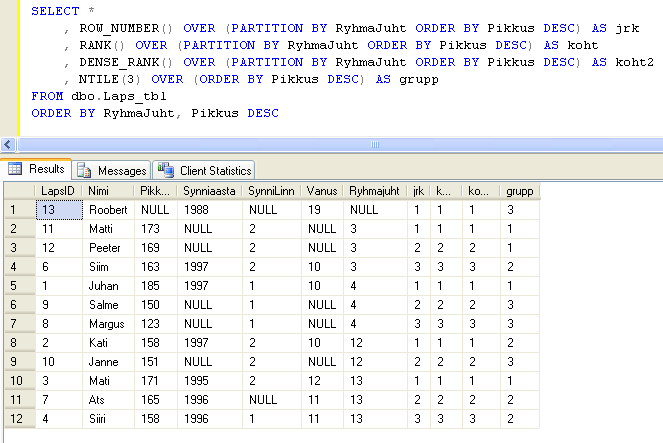 SELECT *
, ROW_NUMBER() OVER (PARTITION BY RyhmaJuht ORDER BY Pikkus DESC) AS jrk
, RANK() OVER (PARTITION BY RyhmaJuht ORDER BY Pikkus DESC) AS koht
, DENSE_RANK() OVER (PARTITION BY RyhmaJuht ORDER BY Pikkus DESC) AS koht2
, NTILE(3) OVER (ORDER BY Pikkus DESC) AS grupp
FROM dbo.Laps_tbl
ORDER BY RyhmaJuht, Pikkus DESC
Results Messages Client Statistics
LapsID Nimi Pikk... Synniaasta SynniLinn Vanus Ryhmajuht jrk k... ko... grupp
1 13 Roobert NULL 1988 NULL 19 NULL 1 1 1 3
2 11 Matti 173 NULL 2 NULL 3 1 1 1 1
3 12 Peeter 169 NULL 2 NULL 3 2 2 2 1
4 6 Siim 163 1997 2 10 3 3 3 3 2
5 1 Juhan 185 1997 1 10 4 1 1 1 1
6 9 Salme 150 NULL 1 NULL 4 2 2 2 3
7 8 Margus 123 NULL 1 NULL 4 3 3 3 3
8 2 Kati 158 1997 2 10 12 1 1 1 2
9 10 Janne 151 NULL 2 NULL 12 2 2 2 3
10 3 Mati 171 1995 2 12 13 1 1 1 1
11 7 Ats 165 1996 NULL 11 13 2 2 2 2
12 4 Siiri 158 1996 1 11 13 3 3 3 2